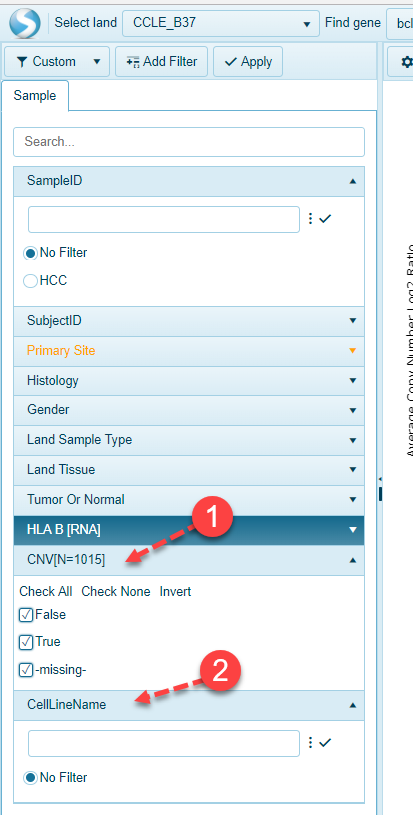 Select land CCLE_B37 Find gene bcl
Custom Add Filter Apply
Sample
Search...
SampleID
No Filter
HCC
SubjectID
Primary Site
Histology
Gender
Land Sample Type
Land Tissue
Tumor Or Normal
HLA B [RNA]
1
CNV[N=1015]
Check All Check None Invert
False
True
-missing-
2
CellLineName
No Filter
Average Copy Number Log2 Ratio